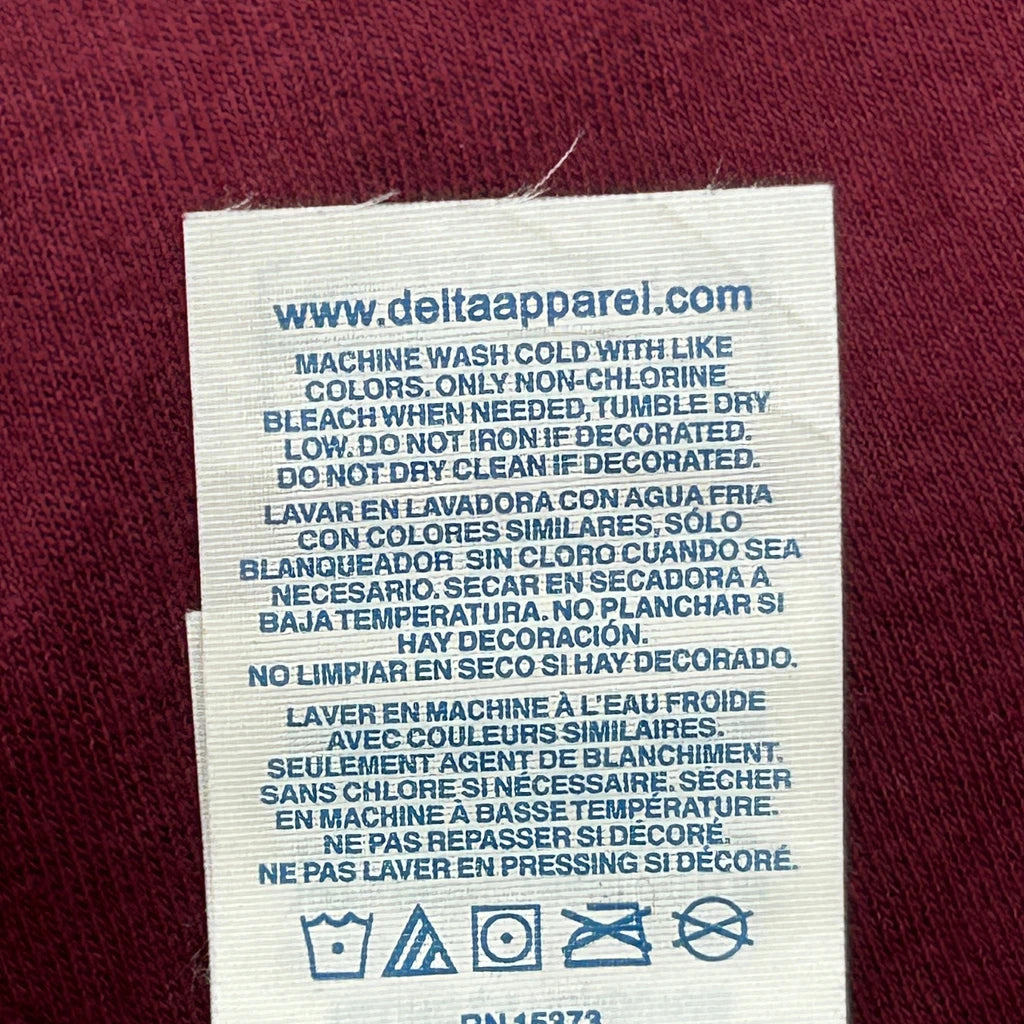 www.deltaapparel.com
MACHINE WASH COLD WITH LIKE
COLORS. ONLY NON-CHLORINE
BLEACH WHEN NEEDED, TUMBLE DRY
LOW. DO NOT IRON IF DECORATED.
DO NOT DRY CLEAN IF DECORATED.
LAVAR EN LAVADORA CON AGUA FRIA
CON COLORES SIMILARES, SÓLO
BLANQUEADOR SIN CLORO CUANDO SEA
NECESARIO. SECAR EN SECADORA A
BAJA TEMPERATURA. NO PLANCHAR SI
HAY DECORACIÓN.
NO LIMPIAR EN SECO SI HAY DECORADO.
LAVER EN MACHINE À L'EAU FROIDE
AVEC COULEURS SIMILAIRES.
SEULEMENT AGENT DE BLANCHIMENT.
SANS CHLORE SI NÉCESSAIRE. SÉCHER
EN MACHINE À BASSE TEMPÉRATURE.
NE PAS REPASSER SI DÉCORÉ.
NE PAS LAVER EN PRESSING SI DÉCORÉ.
RN 15373